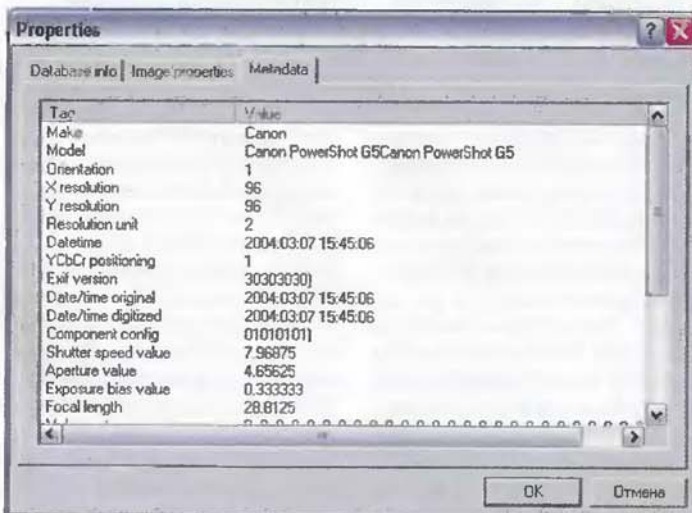 Properties
Database info Image properties Metadata
Tag Value
Make Canon
Model Canon PowerShot G5Canon PowerShot G5
Orientation 1
X resolution 96
Y resolution 96
Resolution unit 2
Datetime 2004:03:07 15:45:06
YCbCr positioning 1
Exif version 30303030)
Date/time original 2004:03:07 15:45:06
Date/time digitized 2004:03:07 15:45:06
Component config 01010101)
Shutter speed value 7.96875
Aperture value 4.65625
Exposure bias value 0.333333
Focal length 28.8125
OK Отмена